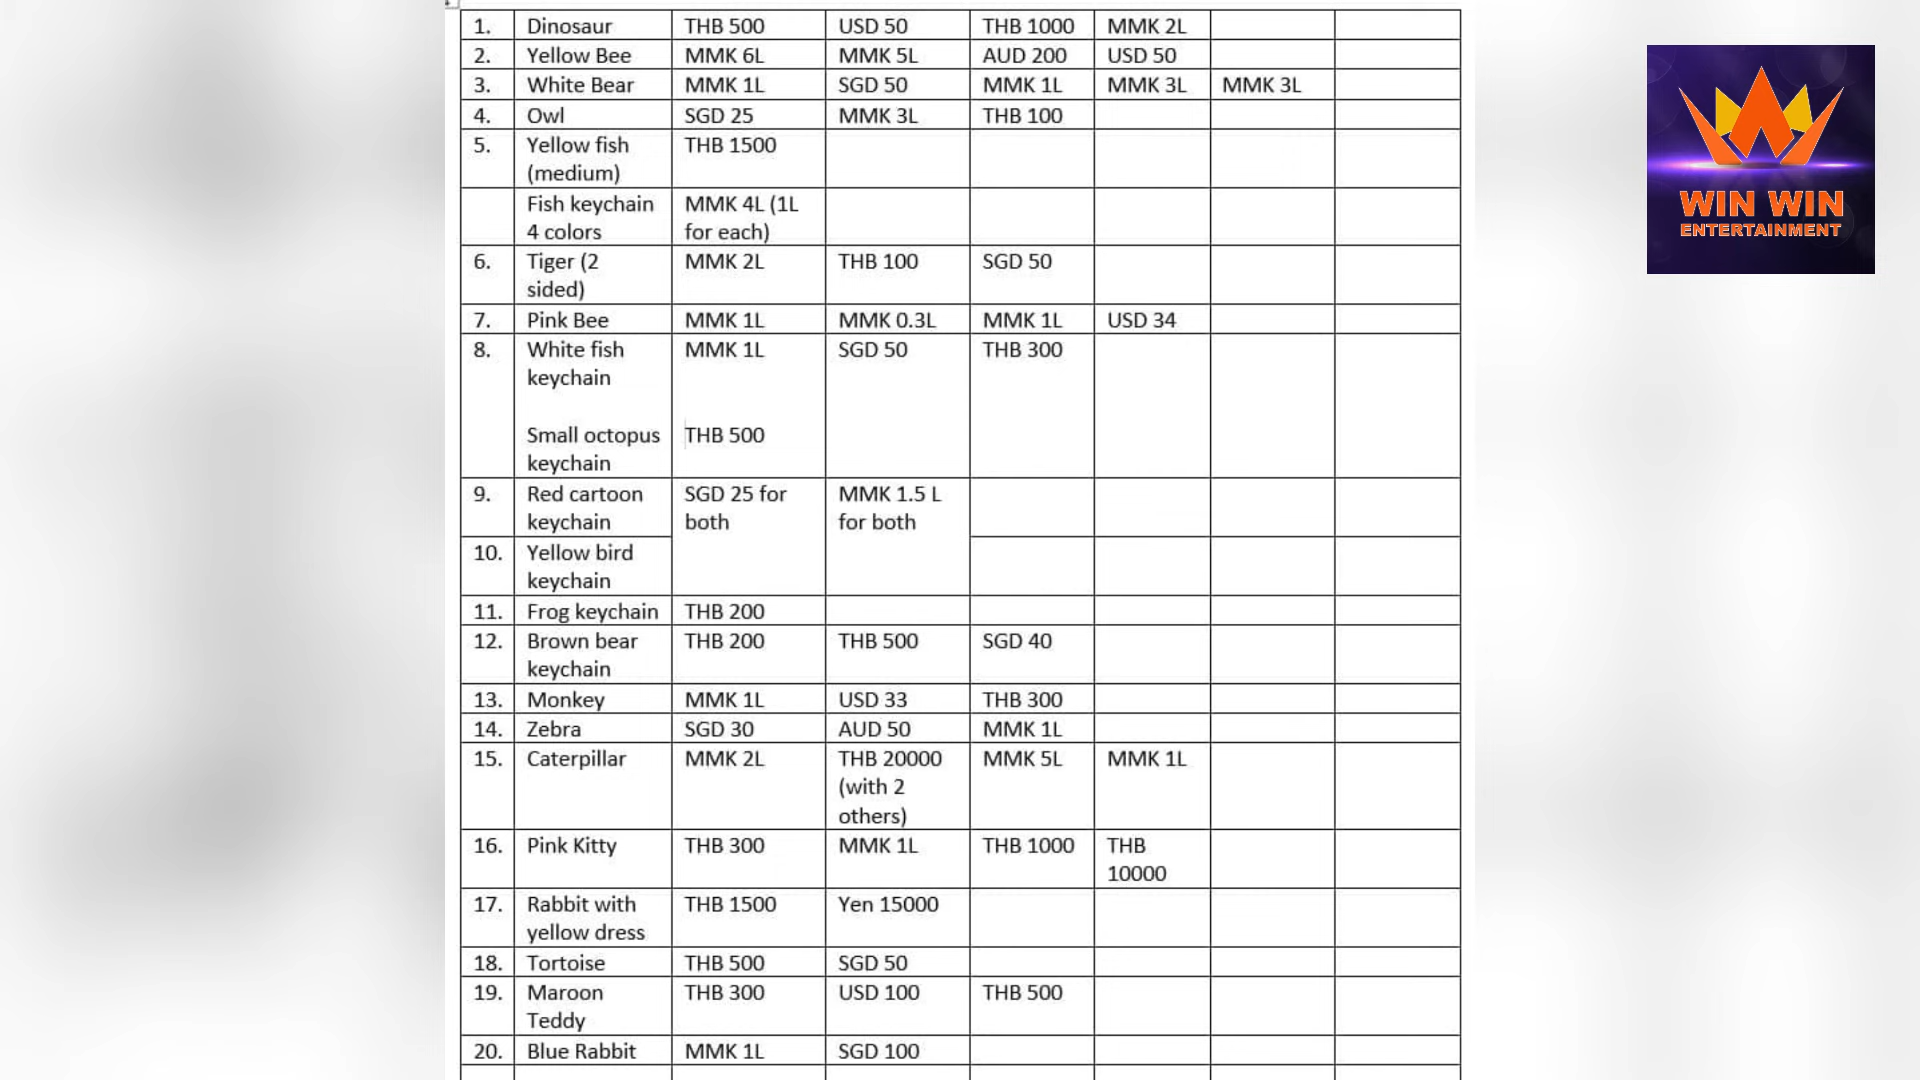 1. Dinosaur THB 500 USD 50 THB 1000 MMK 2L
2. Yellow Bee MMK 6L MMK 5L AUD 200 USD 50
3. White Bear MMK 1L SGD 50 MMK 1L MMK 3L MMK 3L
4. Owl SGD 25 MMK 3L THB 100
5. Yellow fish THB 1500
(medium)
Fish keychain MMK 4L (1L
4 colors for each)
6. Tiger (2 MMK 2L THB 100 SGD 50
sided)
7. Pink Bee MMK 1L MMK 0.3L MMK 1L USD 34
8. White fish MMK 1L SGD 50 THB 300
keychain
Small octopus THB 500
keychain
9. Red cartoon SGD 25 for MMK 1.5 L
keychain both for both
10. Yellow bird
keychain
11. Frog keychain THB 200
12. Brown bear THB 200 THB 500 SGD 40
keychain
13. Monkey MMK 1L USD 33 THB 300
14. Zebra SGD 30 AUD 50 MMK 1L
15. Caterpillar MMK 2L THB 20000 MMK 5L MMK 1L
(with 2
others)
16. Pink Kitty THB 300 MMK 1L THB 1000 THB
10000
17. Rabbit with THB 1500 Yen 15000
yellow dress
18. Tortoise THB 500 SGD 50
19. Maroon THB 300 USD 100 THB 500
Teddy
20. Blue Rabbit MMK 1L SGD 100
WIN WIN
ENTERTAINMENT